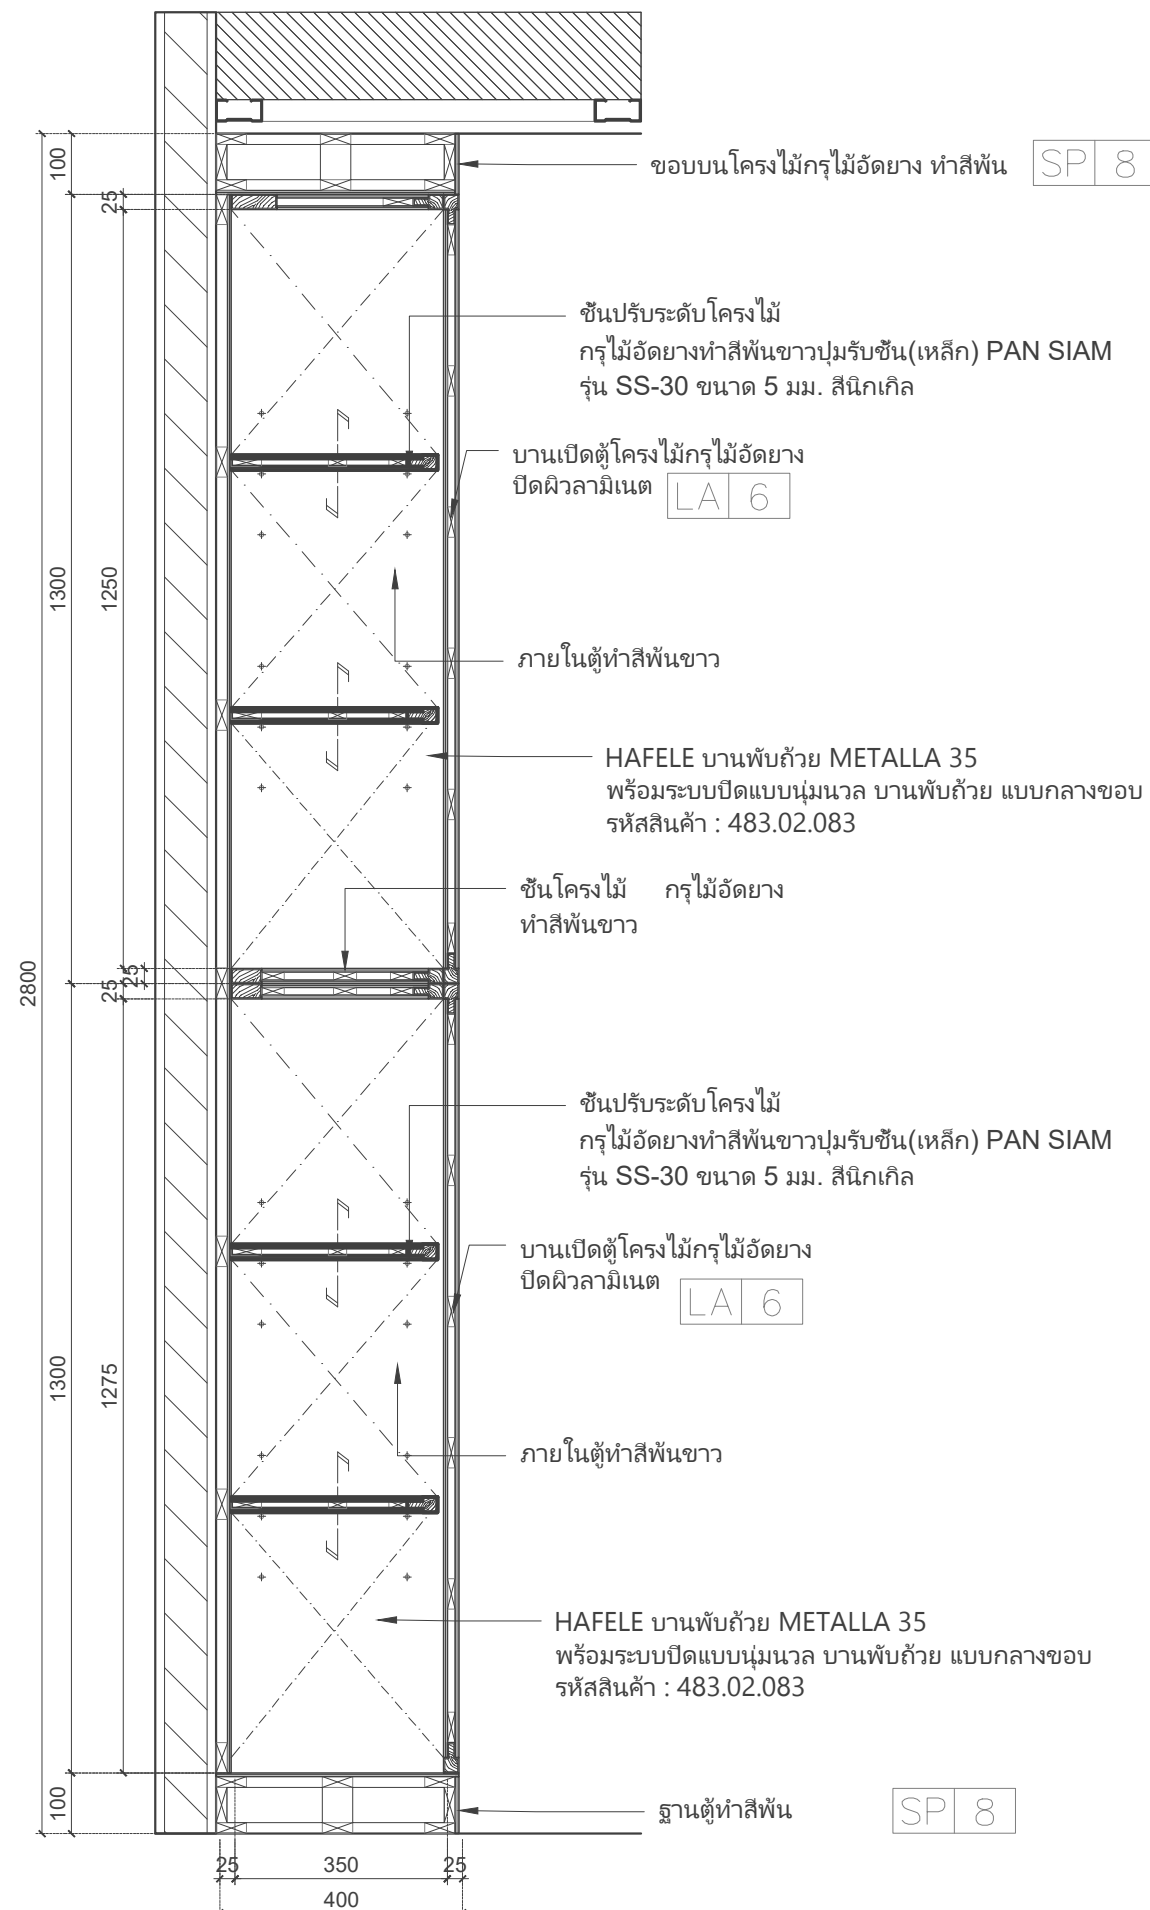 100
25
ขอบบนโครงไม้กรุไม้อัดยาง ทำสีพ้น SP 8
ชั้นปรับระดับโครงไม้
กรุไม้อัดยางทำสีพ้นขาวปุ่มรับชั้น(เหล็ก) PAN SIAM
รุ่น SS-30 ขนาด 5 มม. สีนิกเกิล
บานเปิดตู้โครงไม้กรุไม้อัดยาง
ปิดผิวลามิเนต LA 6
1300
1250
ภายในตู้ทำสีพ้นขาว
HAFELE บานพับถ้วย METALLA 35
พร้อมระบบปิดแบบนุ่มนวล บานพับถ้วย แบบกลางขอบ
รหัสสินค้า : 483.02.083
ชั้นโครงไม้ กรุไม้อัดยาง
ทำสีพ้นขาว
2800
25
25
ชั้นปรับระดับโครงไม้
กรุไม้อัดยางทำสีพ้นขาวปุ่มรับชั้น(เหล็ก) PAN SIAM
รุ่น SS-30 ขนาด 5 มม. สีนิกเกิล
บานเปิดตู้โครงไม้กรุไม้อัดยาง
ปิดผิวลามิเนต LA 6
1300
1275
ภายในตู้ทำสีพ้นขาว
HAFELE บานพับถ้วย METALLA 35
พร้อมระบบปิดแบบนุ่มนวล บานพับถ้วย แบบกลางขอบ
รหัสสินค้า : 483.02.083
100
ฐานตู้ทำสีพ้น SP 8
25 350 25
400